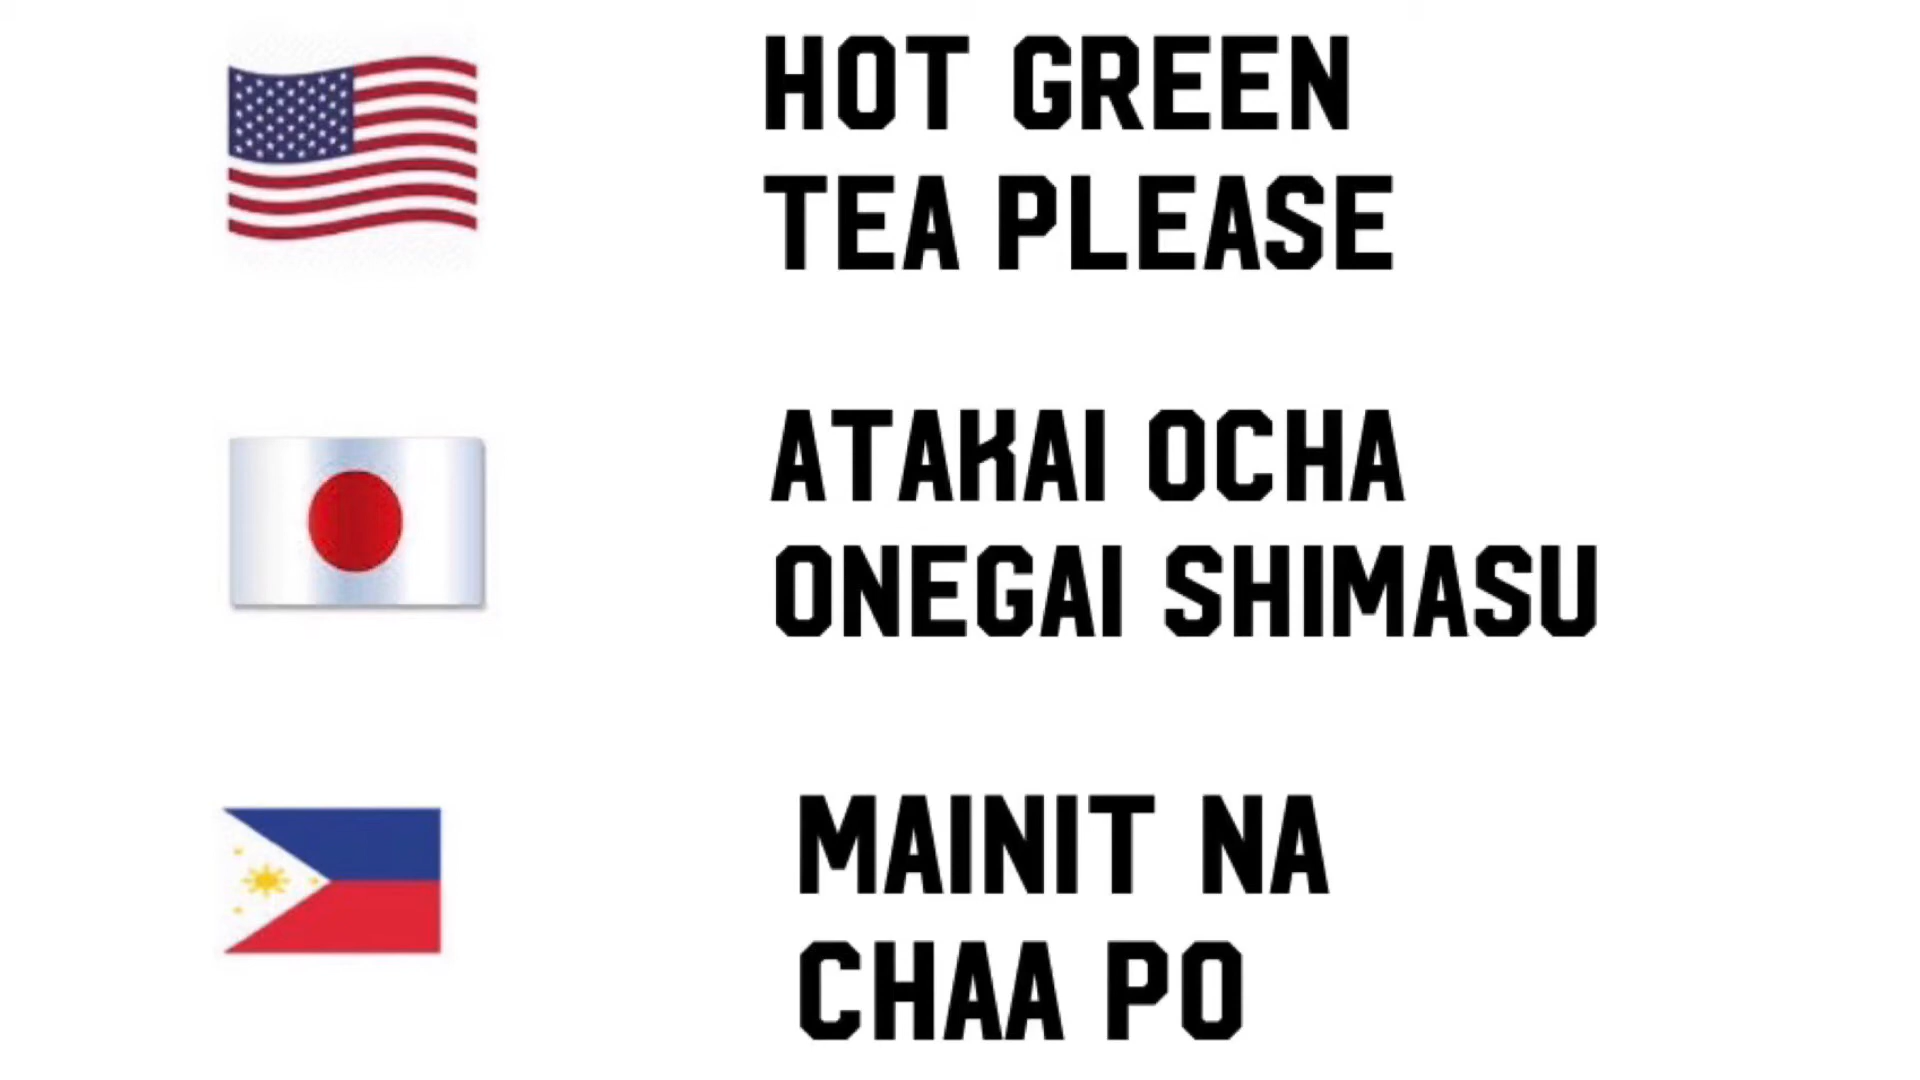 HOT GREEN
TEA PLEASE
ATAKAI OCHA
ONEGAI SHIMASU
MAINIT NA
CHAA PO